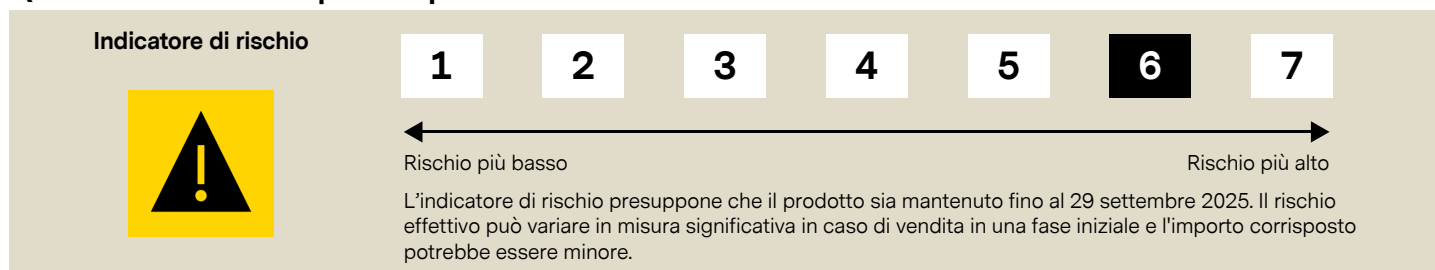 Indicatore di rischio
1 2 3 4 5 6 7
Rischio più basso Rischio più alto
L'indicatore di rischio presuppone che il prodotto sia mantenuto fino al 29 settembre 2025. Il rischio
effettivo può variare in misura significativa in caso di vendita in una fase iniziale e l'importo corrisposto
potrebbe essere minore.